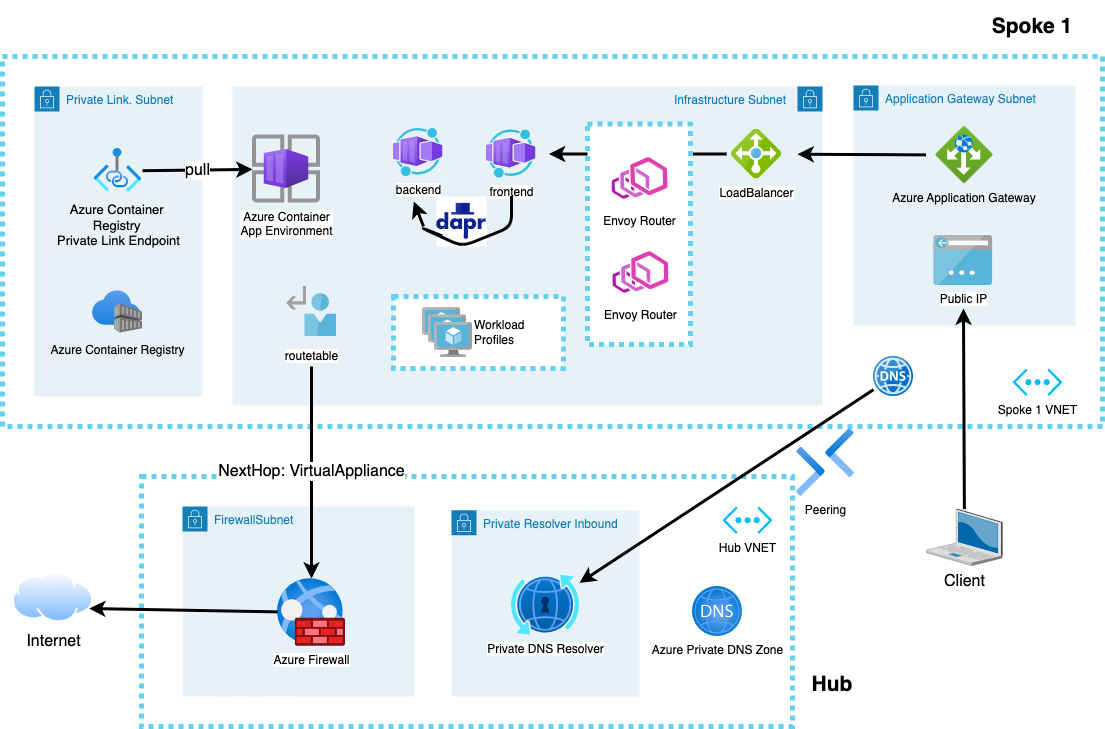 Spoke 1
Private Link. Subnet
Infrastructure Subnet
Application Gateway Subnet
pull
Azure Container
Registry
Private Link Endpoint
Azure Container
App Environment
backend
frontend
dapr
Envoy Router
LoadBalancer
Azure Application Gateway
Envoy Router
Public IP
Azure Container Registry
routetable
Workload
Profiles
DNS
Spoke 1 VNET
NextHop: VirtualAppliance
Peering
FirewallSubnet
Private Resolver Inbound
Hub VNET
Client
DNS
Internet
Azure Firewall
Private DNS Resolver
Azure Private DNS Zone
Hub